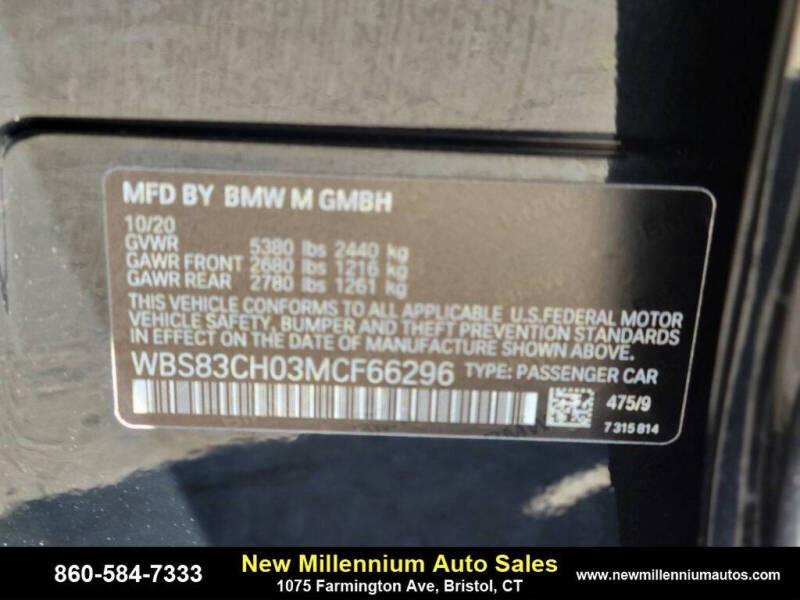 MFD BY BMW M GMBH
10/20
GVWR 5380 lbs 2440 kg
GAWR FRONT 2680 lbs 1216 kg
GAWR REAR 2780 lbs 1261 kg
THIS VEHICLE CONFORMS TO ALL APPLICABLE U.S.FEDERAL MOTOR
VEHICLE SAFETY, BUMPER AND THEFT PREVENTION STANDARDS
IN EFFECT ON THE DATE OF MANUFACTURE SHOWN ABOVE
WBS83CH03MCF66296 TYPE: PASSENGER CAR
475/9
7 315 814
860-584-7333
New Millennium Auto Sales
1075 Farmington Ave, Bristol, CT
www.newmillenniumautos.com